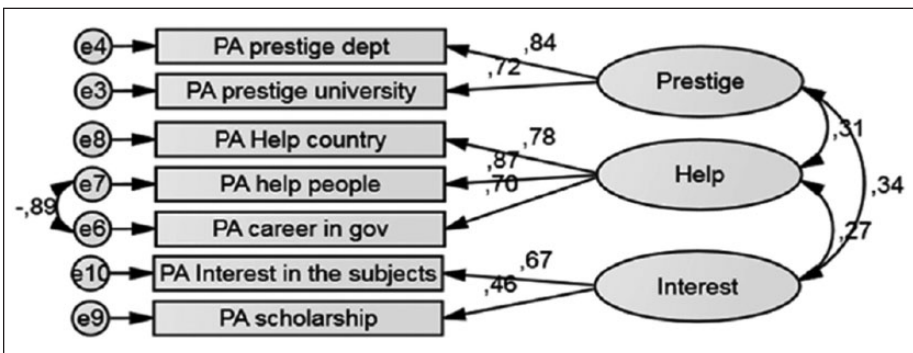 e4 PA prestige dept ,84
e3 PA prestige university ,72
Prestige
e8 PA Help country ,78
e7 PA help people ,87
Help
e6 PA career in gov ,70
-,89
e10 PA Interest in the subjects ,67
e9 PA scholarship ,46
Interest
,31
,34
,27